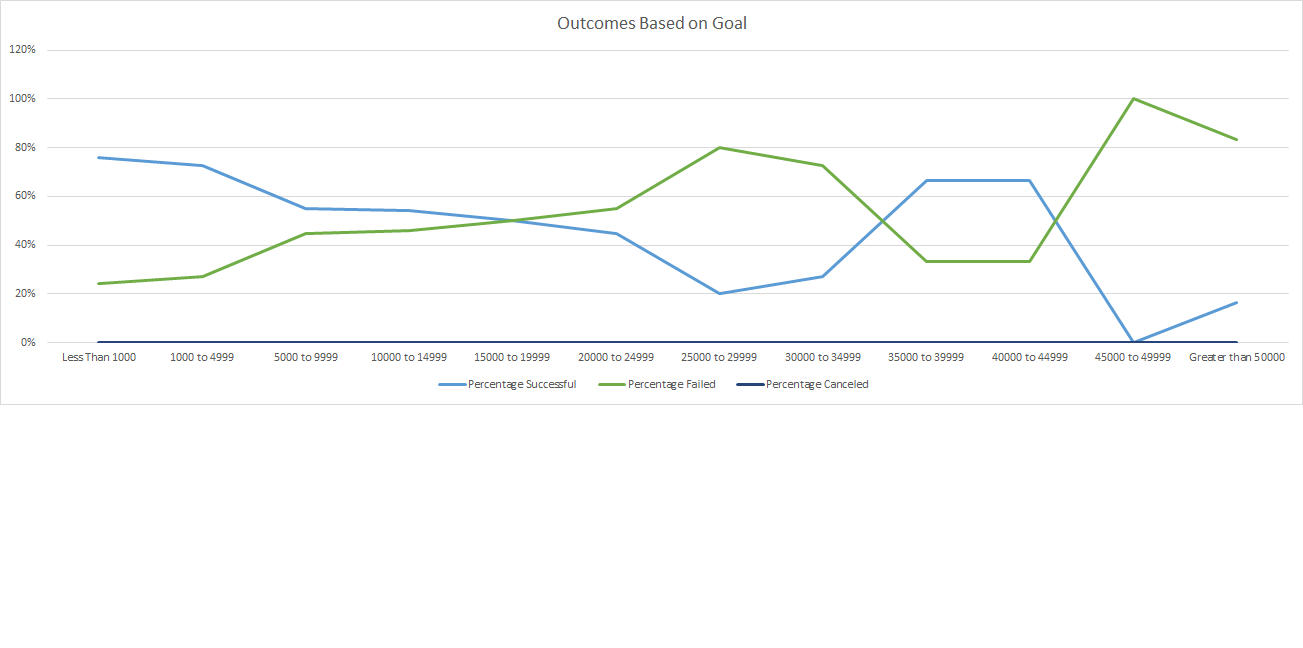 Outcomes Based on Goal
120%
100%
80%
60%
40%
20%
0%
Less Than 1000 1000 to 4999 5000 to 9999 10000 to 14999 15000 to 19999 20000 to 24999 25000 to 29999 30000 to 34999 35000 to 39999 40000 to 44999 45000 to 49999 Greater than 50000
Percentage Successful Percentage Failed Percentage Canceled